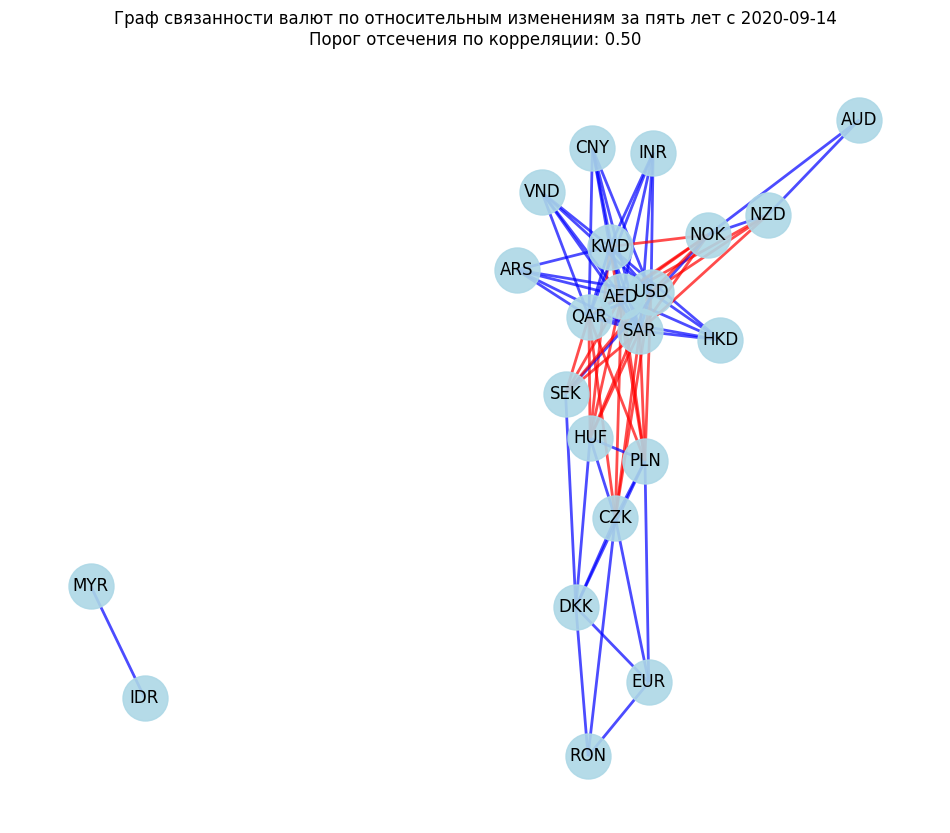 Граф связанности валют по относительным изменениям за пять лет с 2020-09-14
Порог отсечения по корреляции: 0.50
AUD
CNY
INR
VND
NZD
NOK
KWD
ARS
USD
AED
QAR
SAR
HKD
SEK
HUF
PLN
CZK
MYR
DKK
EUR
IDR
RON